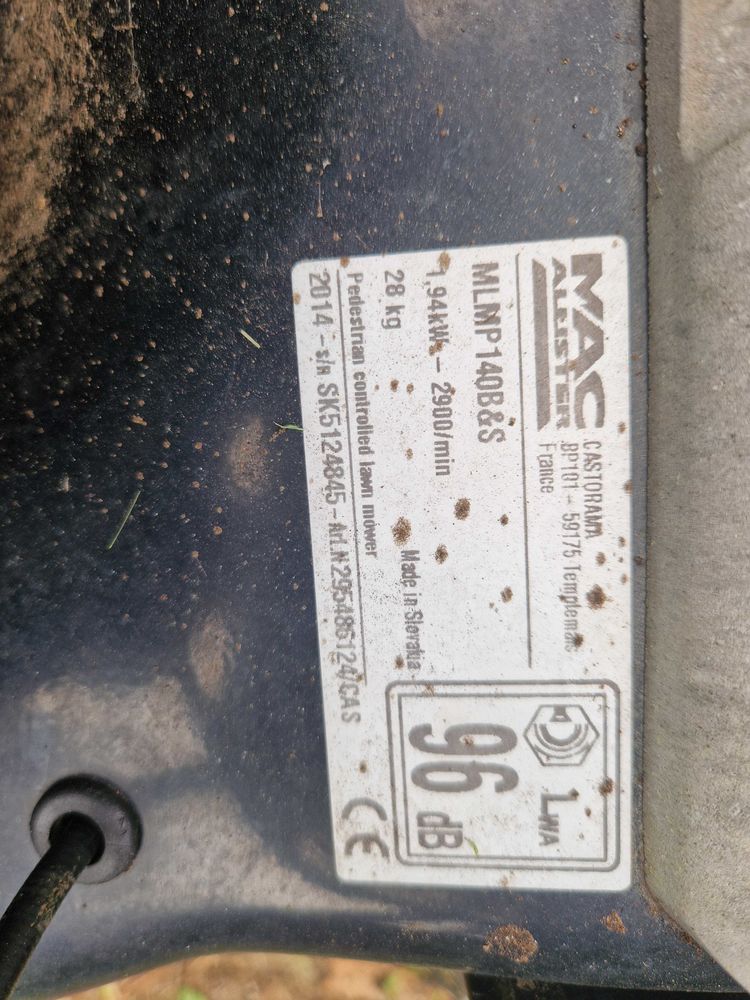 MAC
ALLISTER
CASTORAMA
BP101 - 59175 Templemars
France
MLMP140B&S
1,94kW - 2900/min
28 kg
Made in Slovakia
Pedestrian controlled lawn mower
2014 - s/n SK5124845 - Art.N 295486124/CAS
LWA
96
dB
CE